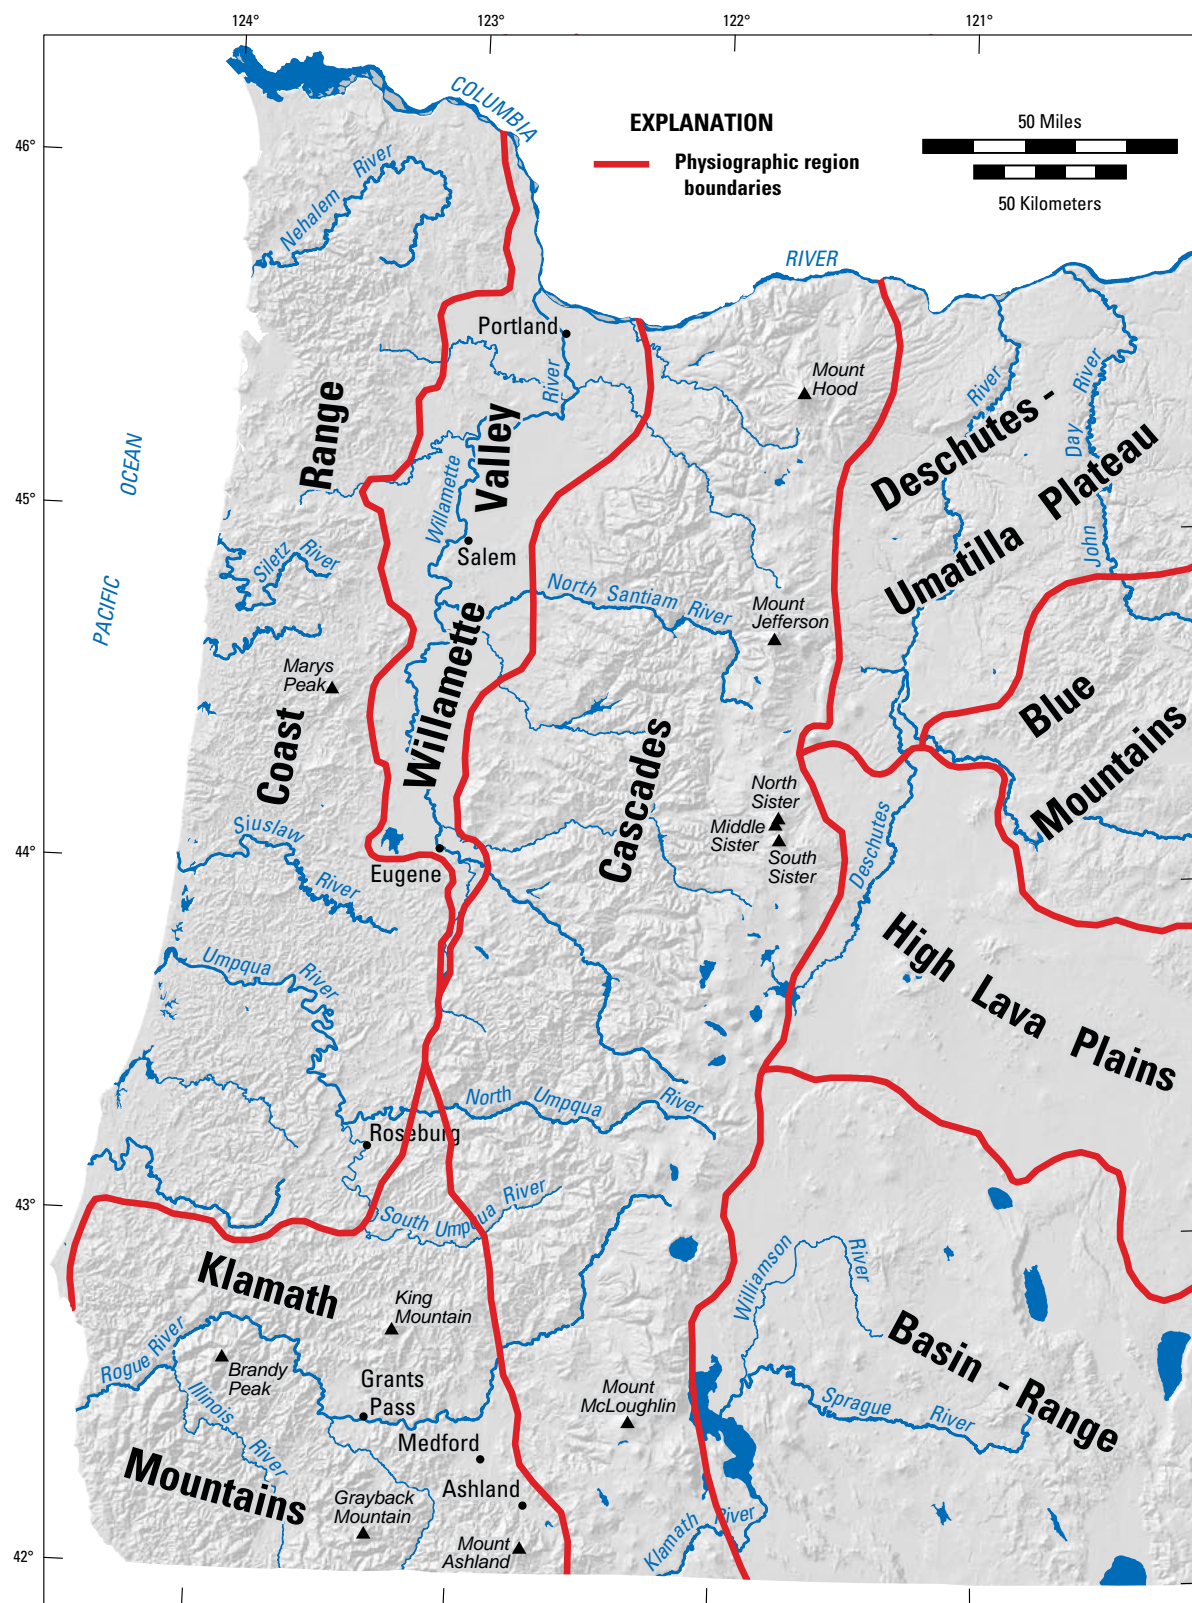 124°
123°
122°
121°
COLUMBIA
EXPLANATION
Physiographic region
boundaries
50 Miles
50 Kilometers
46°
Nehalem River
RIVER
Portland
Mount
Hood
River
River
River
Day
John
Range
Valley
Deschutes -
Umatilla Plateau
PACIFIC OCEAN
45°
Willamette
Salem
Siletz River
North Santiam River
Mount
Jefferson
Marys
Peak
Willamette
Blue
Mountains
Coast
Cascades
North
Sister
Middle
Sister
South
Sister
Deschutes
Siuslaw River
44°
Eugene
High Lava Plains
Umpqua River
North Umpqua River
Roseburg
43°
South Umpqua River
Klamath
Williamson River
King
Mountain
Basin - Range
Rogue River
Brandy
Peak
Illinois River
Grants
Pass
Mount
McLoughlin
Sprague River
Medford
Mountains
Ashland
Grayback
Mountain
Mount
Ashland
Klamath River
42°